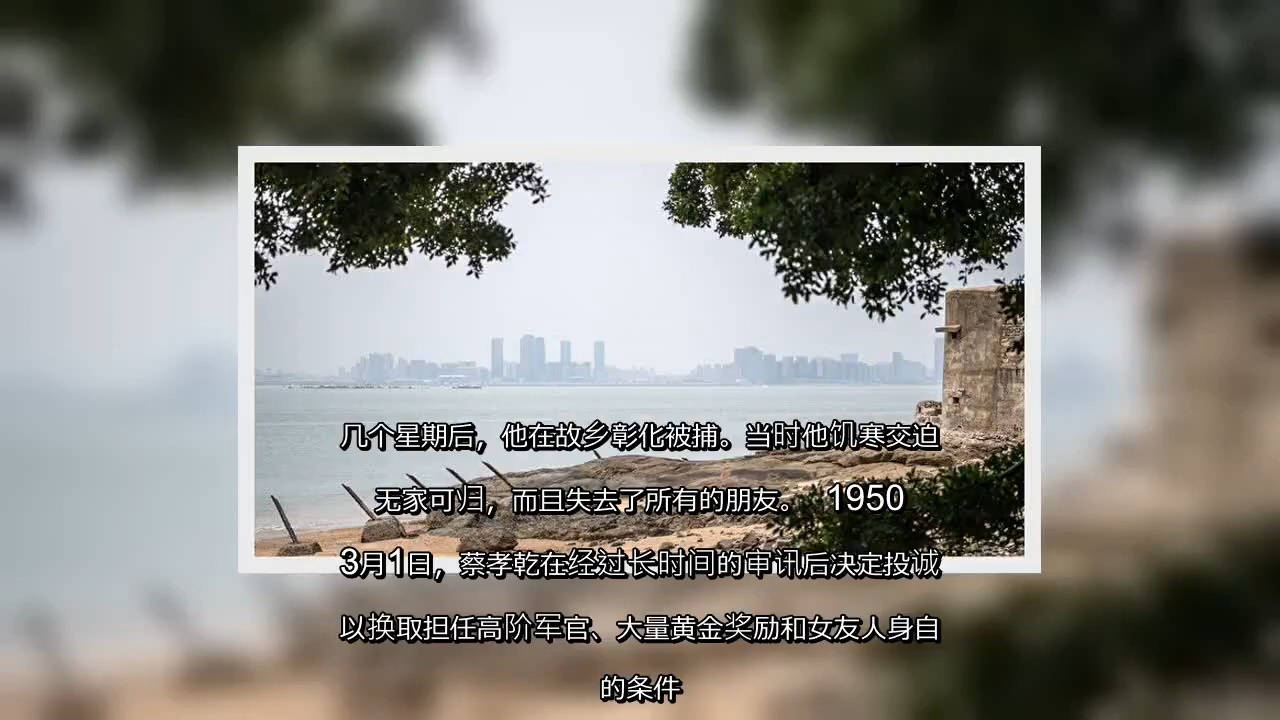 几个星期后，他在故乡彰化被捕。当时他饥寒交迫
无家可归，而且失去了所有的朋友。 1950
3月1日，蔡孝乾在经过长时间的审讯后决定投诚
以换取担任高阶军官、大量黄金奖励和女友人身自
的条件